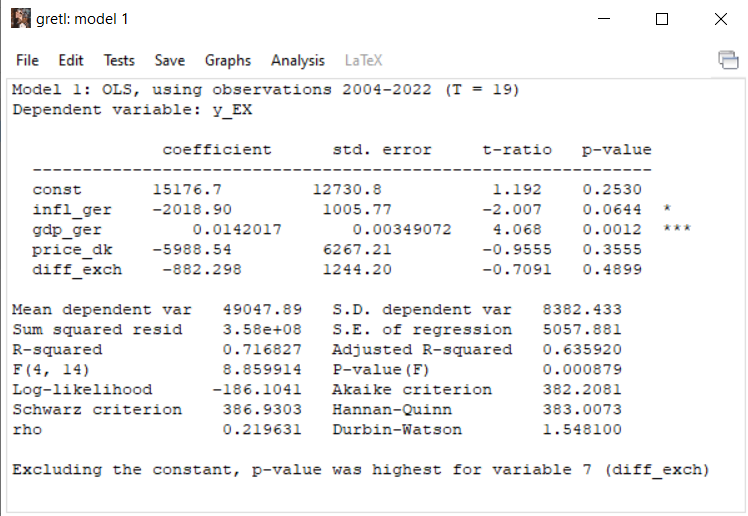 gretl: model 1
File Edit Tests Save Graphs Analysis LaTeX
Model 1: OLS, using observations 2004-2022 (T = 19)
Dependent variable: y_EX
coefficient std. error t-ratio p-value
const 15176.7 12730.8 1.192 0.2530
infl_ger -2018.90 1005.77 -2.007 0.0644 *
gdp_ger 0.0142017 0.00349072 4.068 0.0012 ***
price_dk -5988.54 6267.21 -0.9555 0.3555
diff_exch -882.298 1244.20 -0.7091 0.4899
Mean dependent var 49047.89 S.D. dependent var 8382.433
Sum squared resid 3.58e+08 S.E. of regression 5057.881
R-squared 0.716827 Adjusted R-squared 0.635920
F(4, 14) 8.859914 P-value(F) 0.000879
Log-likelihood -186.1041 Akaike criterion 382.2081
Schwarz criterion 386.9303 Hannan-Quinn 383.0073
rho 0.219631 Durbin-Watson 1.548100
Excluding the constant, p-value was highest for variable 7 (diff_exch)